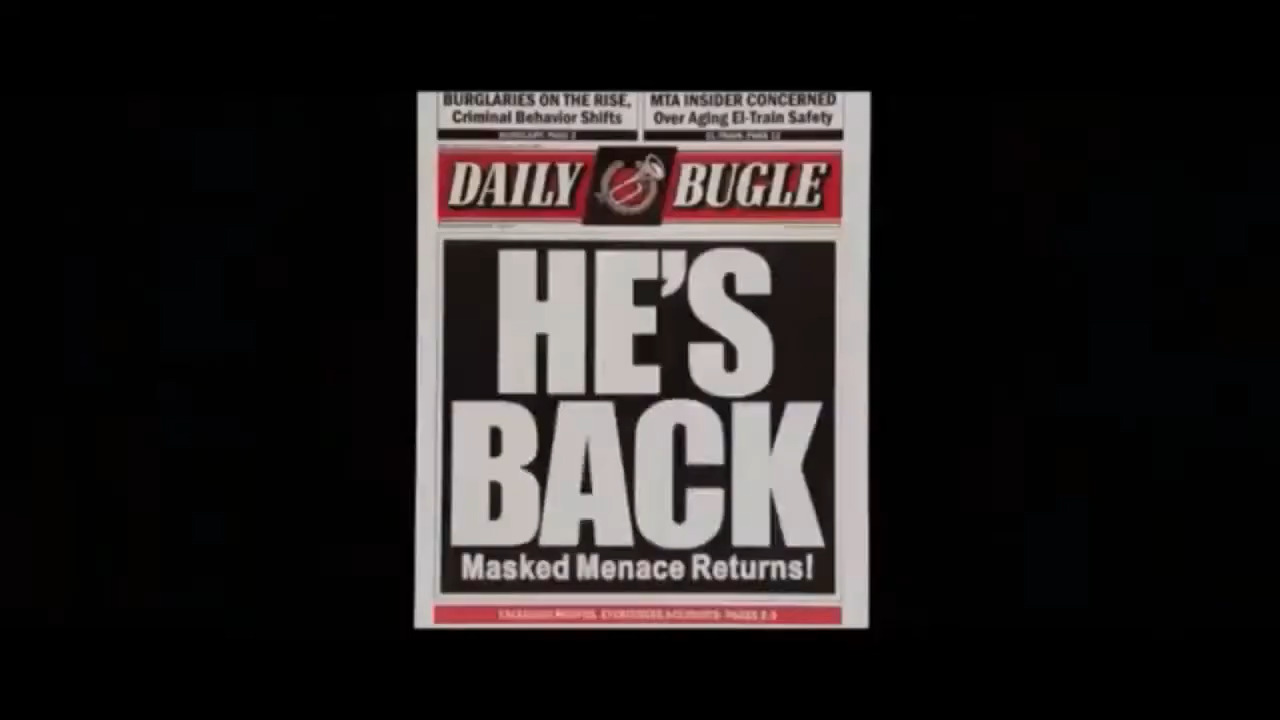 BURGLARIES ON THE RISE,
Criminal Behavior Shifts
MTA INSIDER CONCERNED
Over Aging El-Train Safety
DAILY BUGLE
HE'S
BACK
Masked Menace Returns!